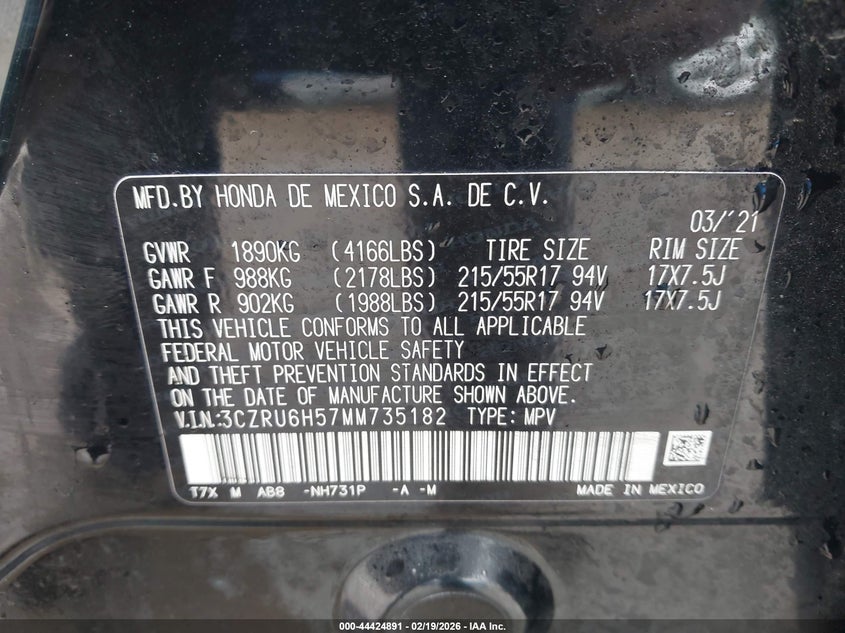 MFD.BY HONDA DE MEXICO S.A. DE C.V.
03/'21
GVWR 1890KG (4166LBS) TIRE SIZE RIM SIZE
GAWR F 988KG (2178LBS) 215/55R17 94V 17X7.5J
GAWR R 902KG (1988LBS) 215/55R17 94V 17X7.5J
THIS VEHICLE CONFORMS TO ALL APPLICABLE
FEDERAL MOTOR VEHICLE SAFETY
AND THEFT PREVENTION STANDARDS IN EFFECT
ON THE DATE OF MANUFACTURE SHOWN ABOVE.
V.I.N.:3CZRU6H57MM735182 TYPE: MPV
T7X M AB8 -NH731P -A -M MADE IN MEXICO
000-44424891 - 02/19/2026 - IAA Inc.